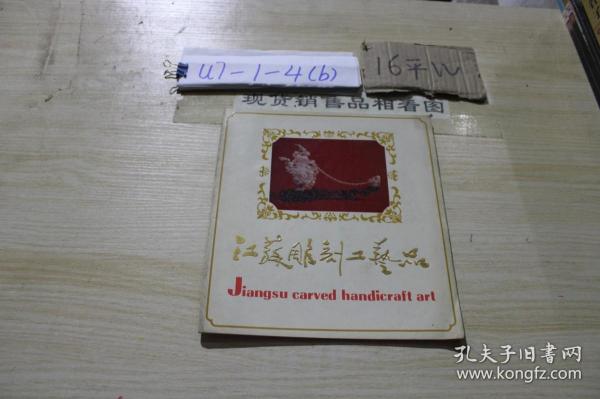 U7-1-4(b)
16平W
现货销售品相看图
江苏雕刻工艺品
Jiangsu carved handicraft art
孔夫子旧书网
www.kongfz.com